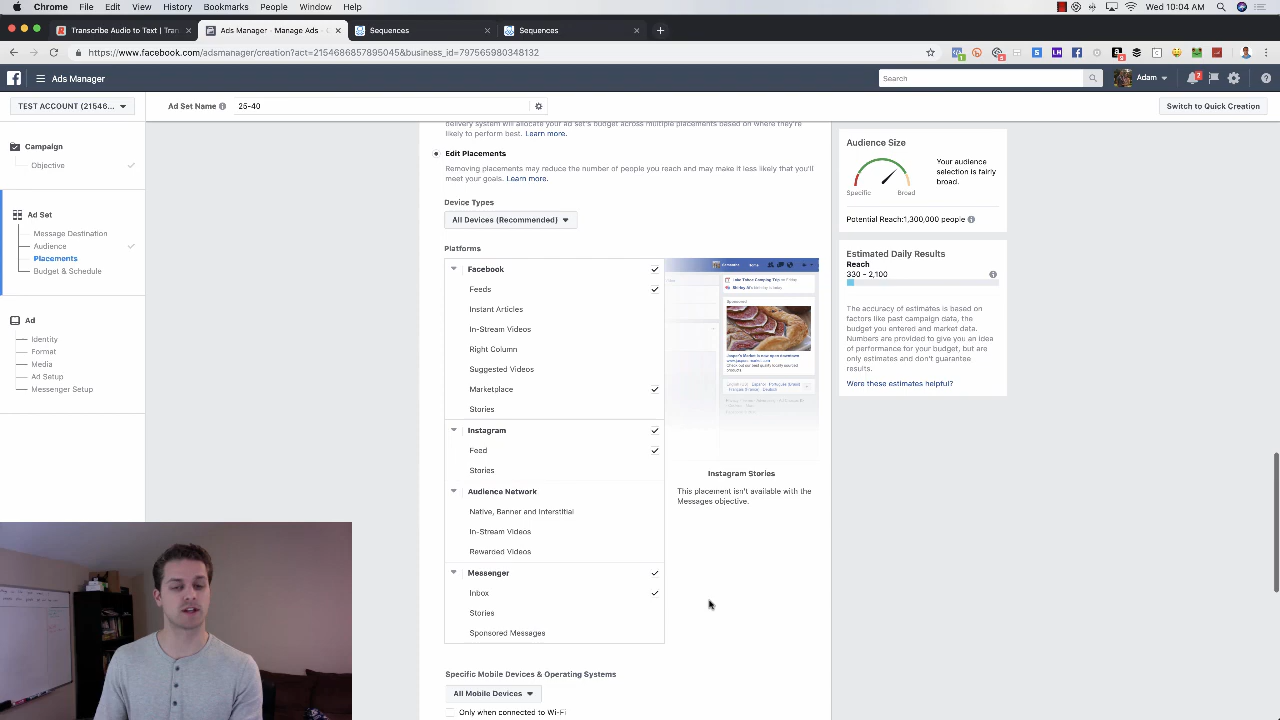 Chrome File Edit View History Bookmarks People Window Help
Wed 10:04 AM
Transcribe Audio to Text | Tran
Ads Manager - Manage Ads - L
Sequences
Sequences
https://www.facebook.com/adsmanager/creation?act=2154686857895045&business_id=797565980348132
Ads Manager
Search
Adam
2
TEST ACCOUNT (21546...
Ad Set Name
25-40
Switch to Quick Creation
Campaign
Objective
Ad Set
Message Destination
Audience
Placements
Budget & Schedule
Ad
Identity
Format
Media
Ad Setup
Messenger Setup
delivery system will allocate your ad set's budget across multiple placements based on where they're
likely to perform best. Learn more.
Edit Placements
Removing placements may reduce the number of people you reach and may make it less likely that you'll
meet your goals. Learn more.
Device Types
All Devices (Recommended)
Platforms
Facebook
Feeds
Instant Articles
In-Stream Videos
Right Column
Suggested Videos
Marketplace
Stories
Instagram
Feed
Stories
Audience Network
Native, Banner and Interstitial
In-Stream Videos
Rewarded Videos
Messenger
Inbox
Stories
Sponsored Messages
Sponsored
Jasper's Market is now open downtown
Instagram Stories
This placement isn't available with the
Messages objective.
Specific Mobile Devices & Operating Systems
All Mobile Devices
Only when connected to Wi-Fi
Audience Size
Your audience
selection is fairly
broad.
Specific
Broad
Potential Reach:1,300,000 people
Estimated Daily Results
Reach
330 - 2,100
The accuracy of estimates is based on
factors like past campaign data, the
budget you entered and market data.
Numbers are provided to give you an idea
of performance for your budget, but are
only estimates and don't guarantee
results.
Were these estimates helpful?